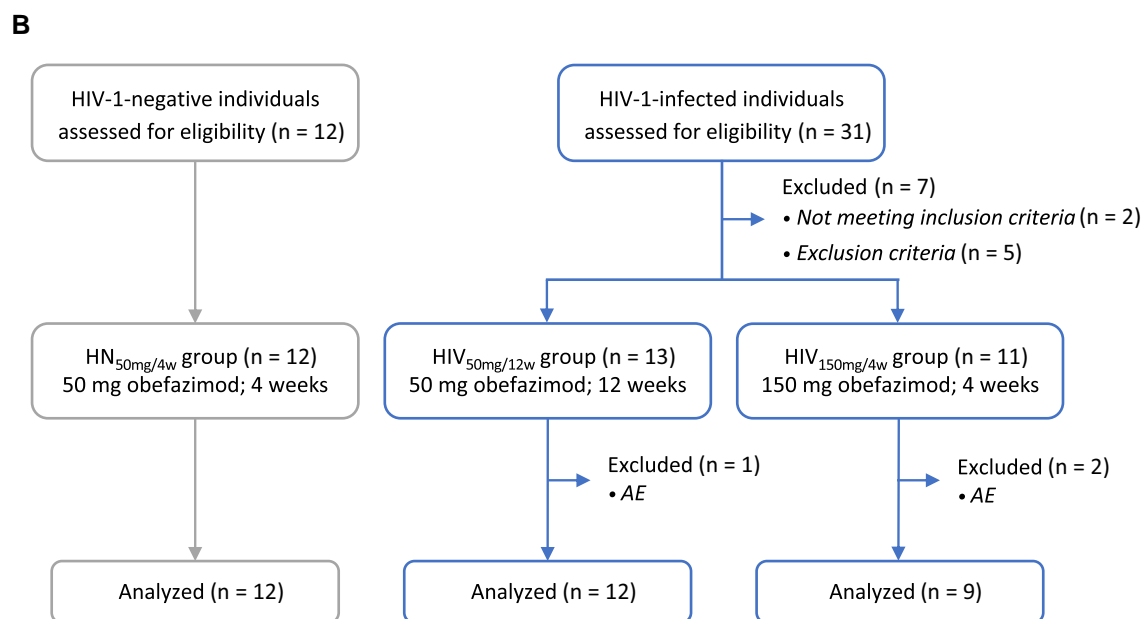 B
HIV-1-negative individuals
assessed for eligibility (n = 12)
HIV-1-infected individuals
assessed for eligibility (n = 31)
Excluded (n = 7)
• Not meeting inclusion criteria (n = 2)
• Exclusion criteria (n = 5)
HN50mg/4w group (n = 12)
50 mg obefazimod; 4 weeks
HIV50mg/12w group (n = 13)
50 mg obefazimod; 12 weeks
HIV150mg/4w group (n = 11)
150 mg obefazimod; 4 weeks
Excluded (n = 1)
• AE
Excluded (n = 2)
• AE
Analyzed (n = 12)
Analyzed (n = 12)
Analyzed (n = 9)